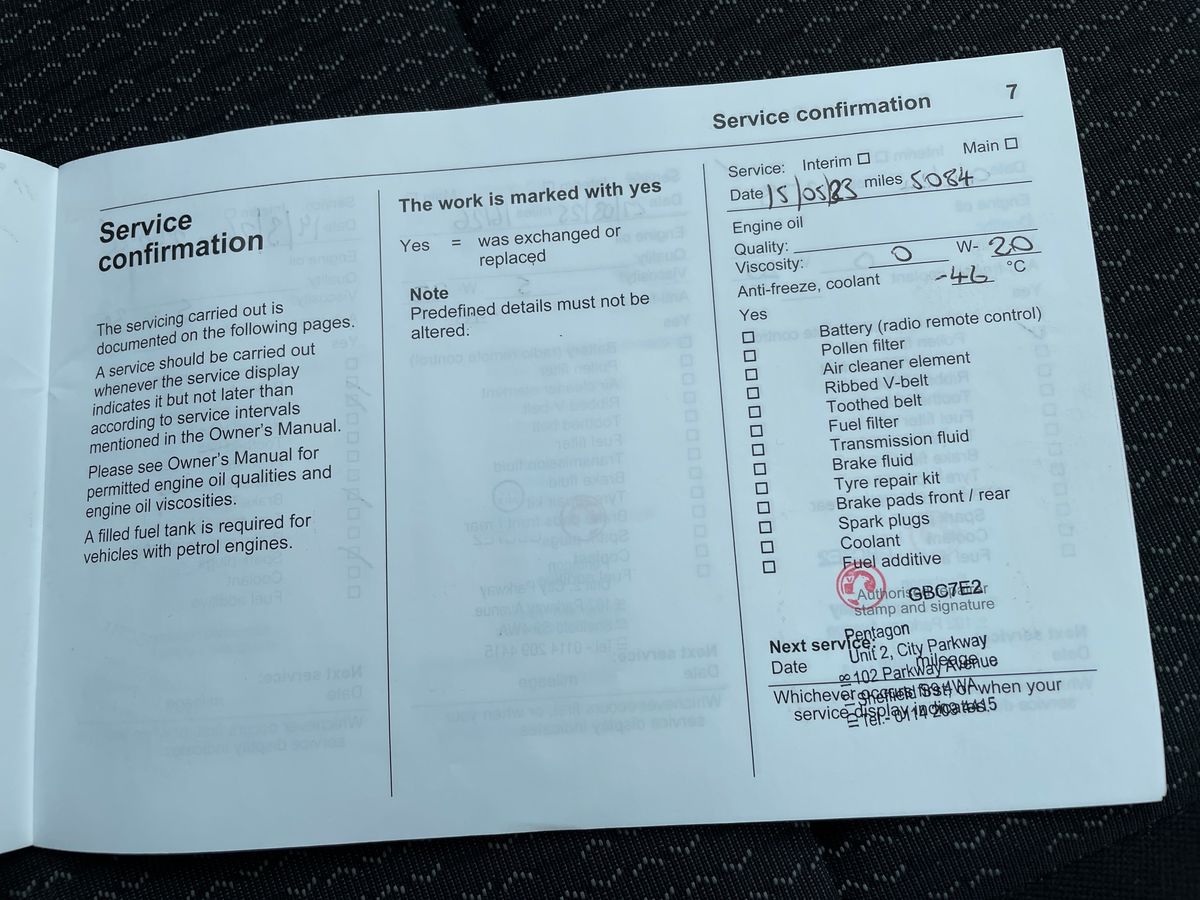 Service confirmation 7
Service
confirmation
The servicing carried out is
documented on the following pages.
A service should be carried out
whenever the service display
indicates it but not later than
according to service intervals
mentioned in the Owner's Manual.
Please see Owner's Manual for
permitted engine oil qualities and
engine oil viscosities.
A filled fuel tank is required for
vehicles with petrol engines.
The work is marked with yes
Yes = was exchanged or
replaced
Note
Predefined details must not be
altered.
Service: Interim Main
Date 15/05/23 miles 5084
Engine oil
Quality:
Viscosity: 0 W- 20
Anti-freeze, coolant -46 °C
Yes
Battery (radio remote control)
Pollen filter
Air cleaner element
Ribbed V-belt
Toothed belt
Fuel filter
Transmission fluid
Brake fluid
Tyre repair kit
Brake pads front / rear
Spark plugs
Coolant
Fuel additive
GBC7E2
stamp and signature
Pentagon
Next service:
Unit 2, City Parkway
Date mileage
102 Parkway Avenue
Whichever occurs first, or when your
Sheffield S9 4WA
service display indicates.
Tel:- 0114 209 4415